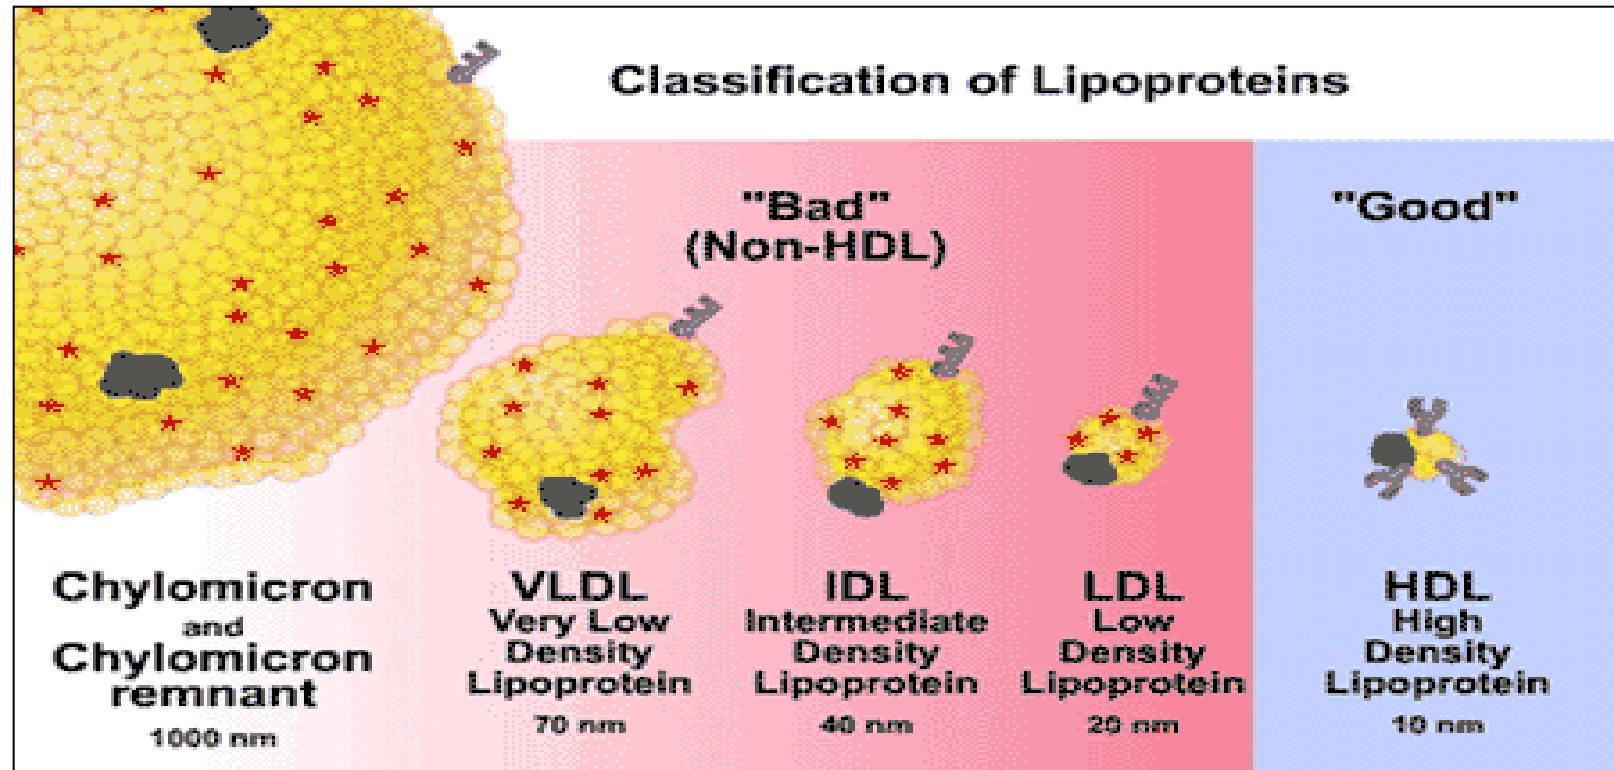 Classification of Lipoproteins
"Bad"
(Non-HDL)
"Good"
Chylomicron
and
Chylomicron
remnant
1000 nm
VLDL
Very Low
Density
Lipoprotein
70 nm
IDL
Intermediate
Density
Lipoprotein
40 nm
LDL
Low
Density
Lipoprotein
20 nm
HDL
High
Density
Lipoprotein
10 nm